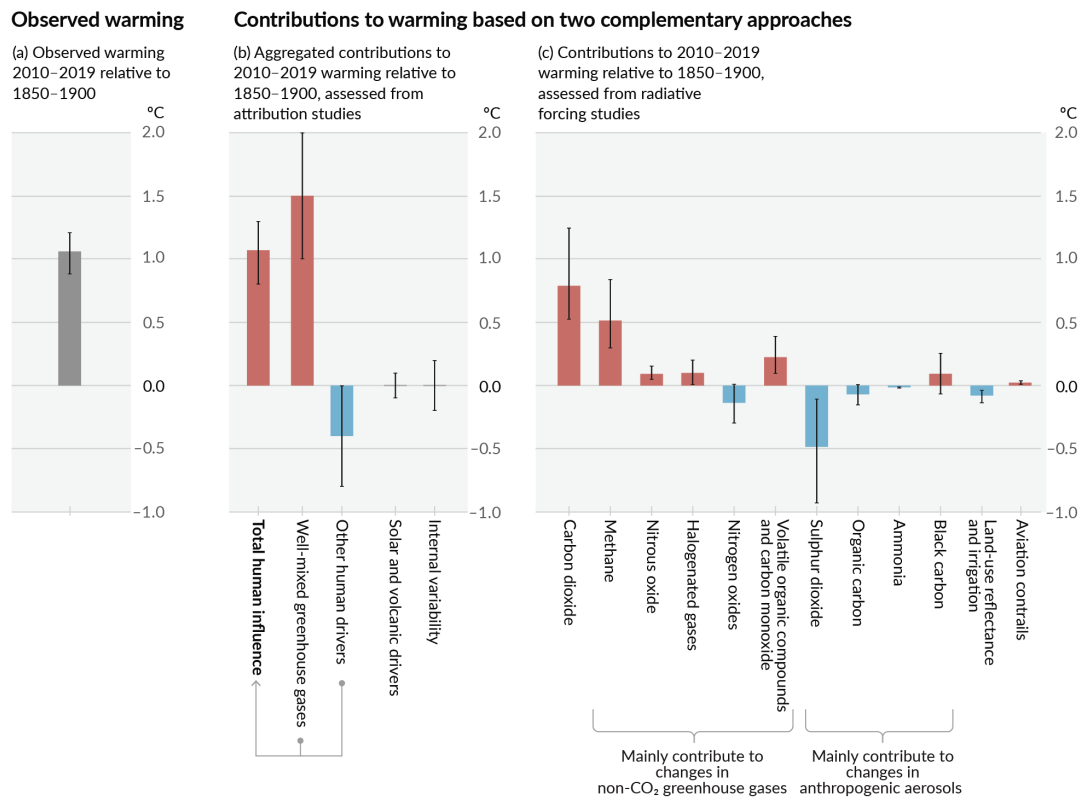 Observed warming
Contributions to warming based on two complementary approaches
(a) Observed warming
2010–2019 relative to
1850–1900
(b) Aggregated contributions to
2010–2019 warming relative to
1850–1900, assessed from
attribution studies
(c) Contributions to 2010–2019
warming relative to 1850–1900,
assessed from radiative
forcing studies
ºC
2.0
1.5
1.0
0.5
0.0
–0.5
–1.0
ºC
2.0
1.5
1.0
0.5
0.0
–0.5
–1.0
ºC
2.0
1.5
1.0
0.5
0.0
–0.5
–1.0
Total human influence
Well-mixed greenhouse gases
Other human drivers
Solar and volcanic drivers
Internal variability
Carbon dioxide
Methane
Nitrous oxide
Halogenated gases
Nitrogen oxides
Volatile organic compounds
and carbon monoxide
Sulphur dioxide
Organic carbon
Ammonia
Black carbon
Land-use reflectance
and irrigation
Aviation contrails
Mainly contribute to
changes in
non-CO₂ greenhouse gases
Mainly contribute to
changes in
anthropogenic aerosols